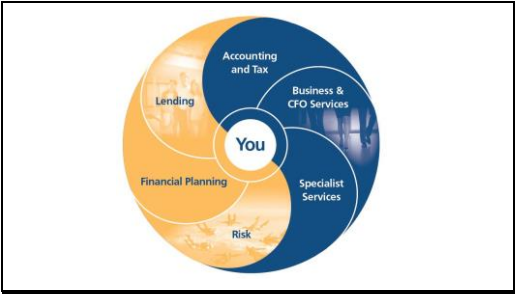 Accounting
and Tax
Business &
CFO Services
Lending
You
Financial Planning
Specialist
Services
Risk